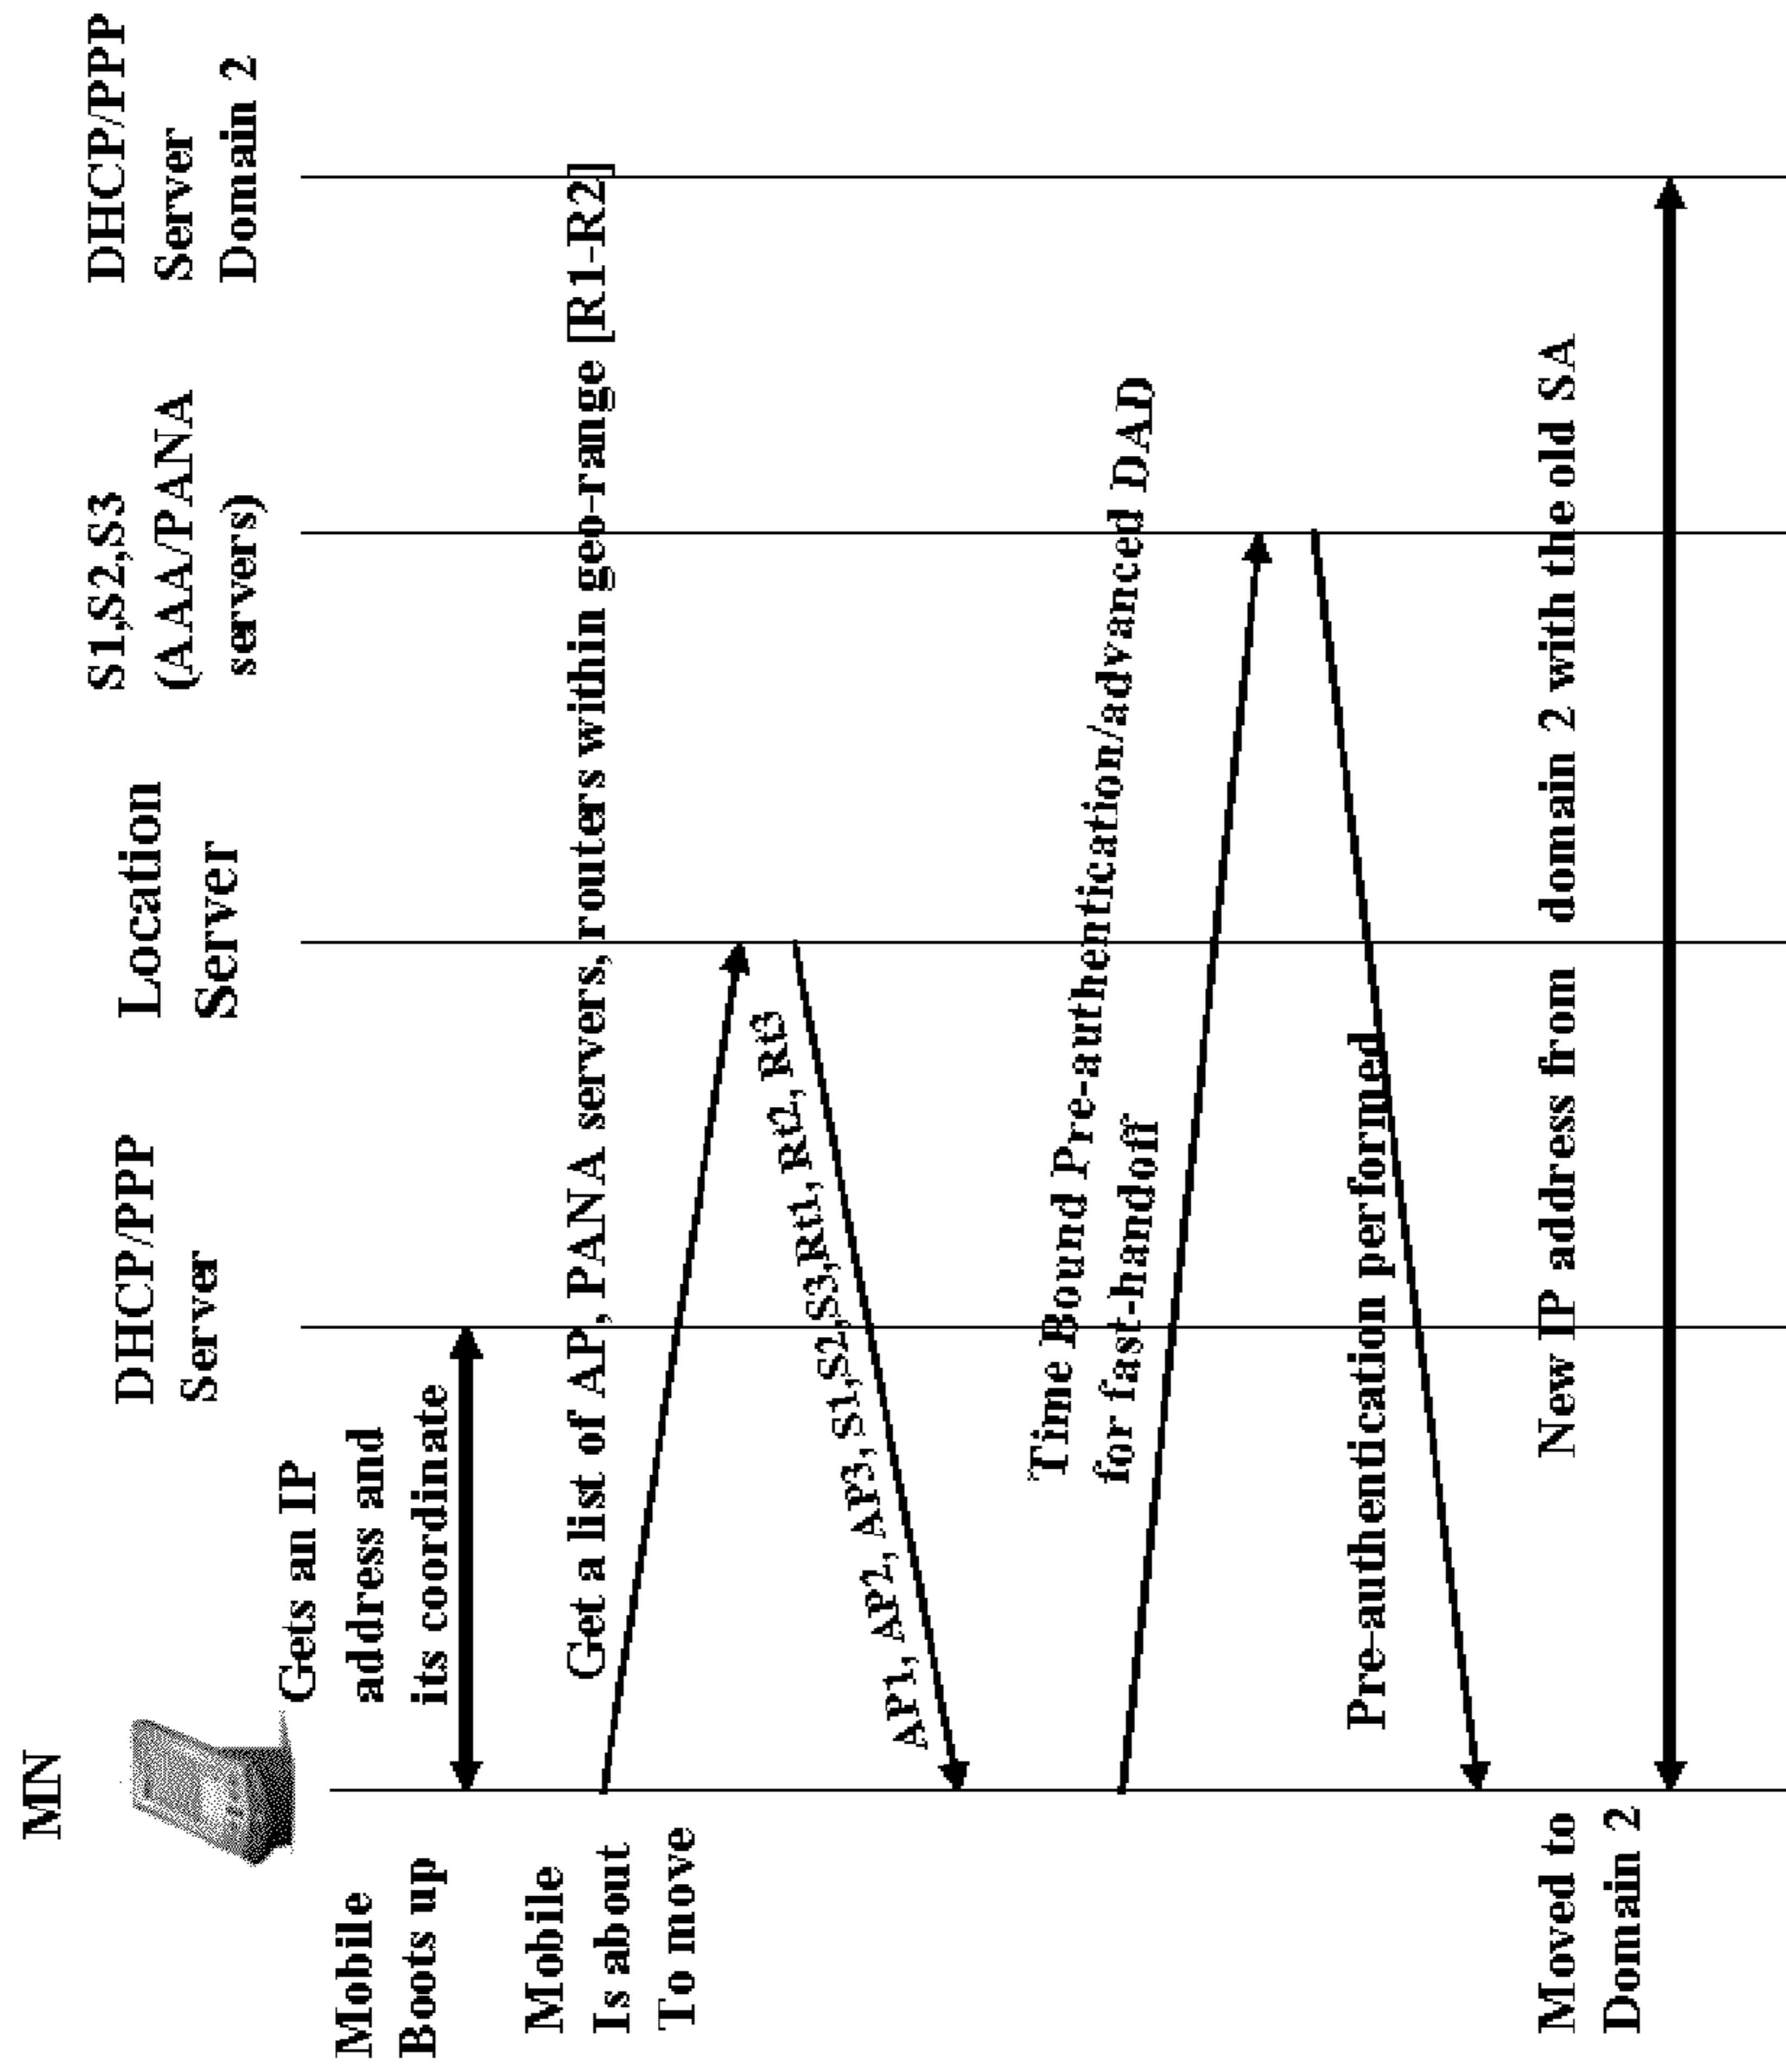 MN
DHCP/PPP
Server
Location
Server
S1,S2,S3
(AAA/PANA
servers)
DHCP/PPP
Server
Domain 2
Mobile
Boots up
Gets an IP
address and
its coordinate
Mobile
Is about
To move
Get a list of AP, PANA servers, routers within geo-range [R1-R2]
AP1, AP2, AP3, S1,S2,S3,Rt1, Rt2, Rt3
Time Bound Pre-authentication/advanced DAD
for fast-handoff
Pre-authentication performed
Moved to
Domain 2
New IP address from domain 2 with the old SA